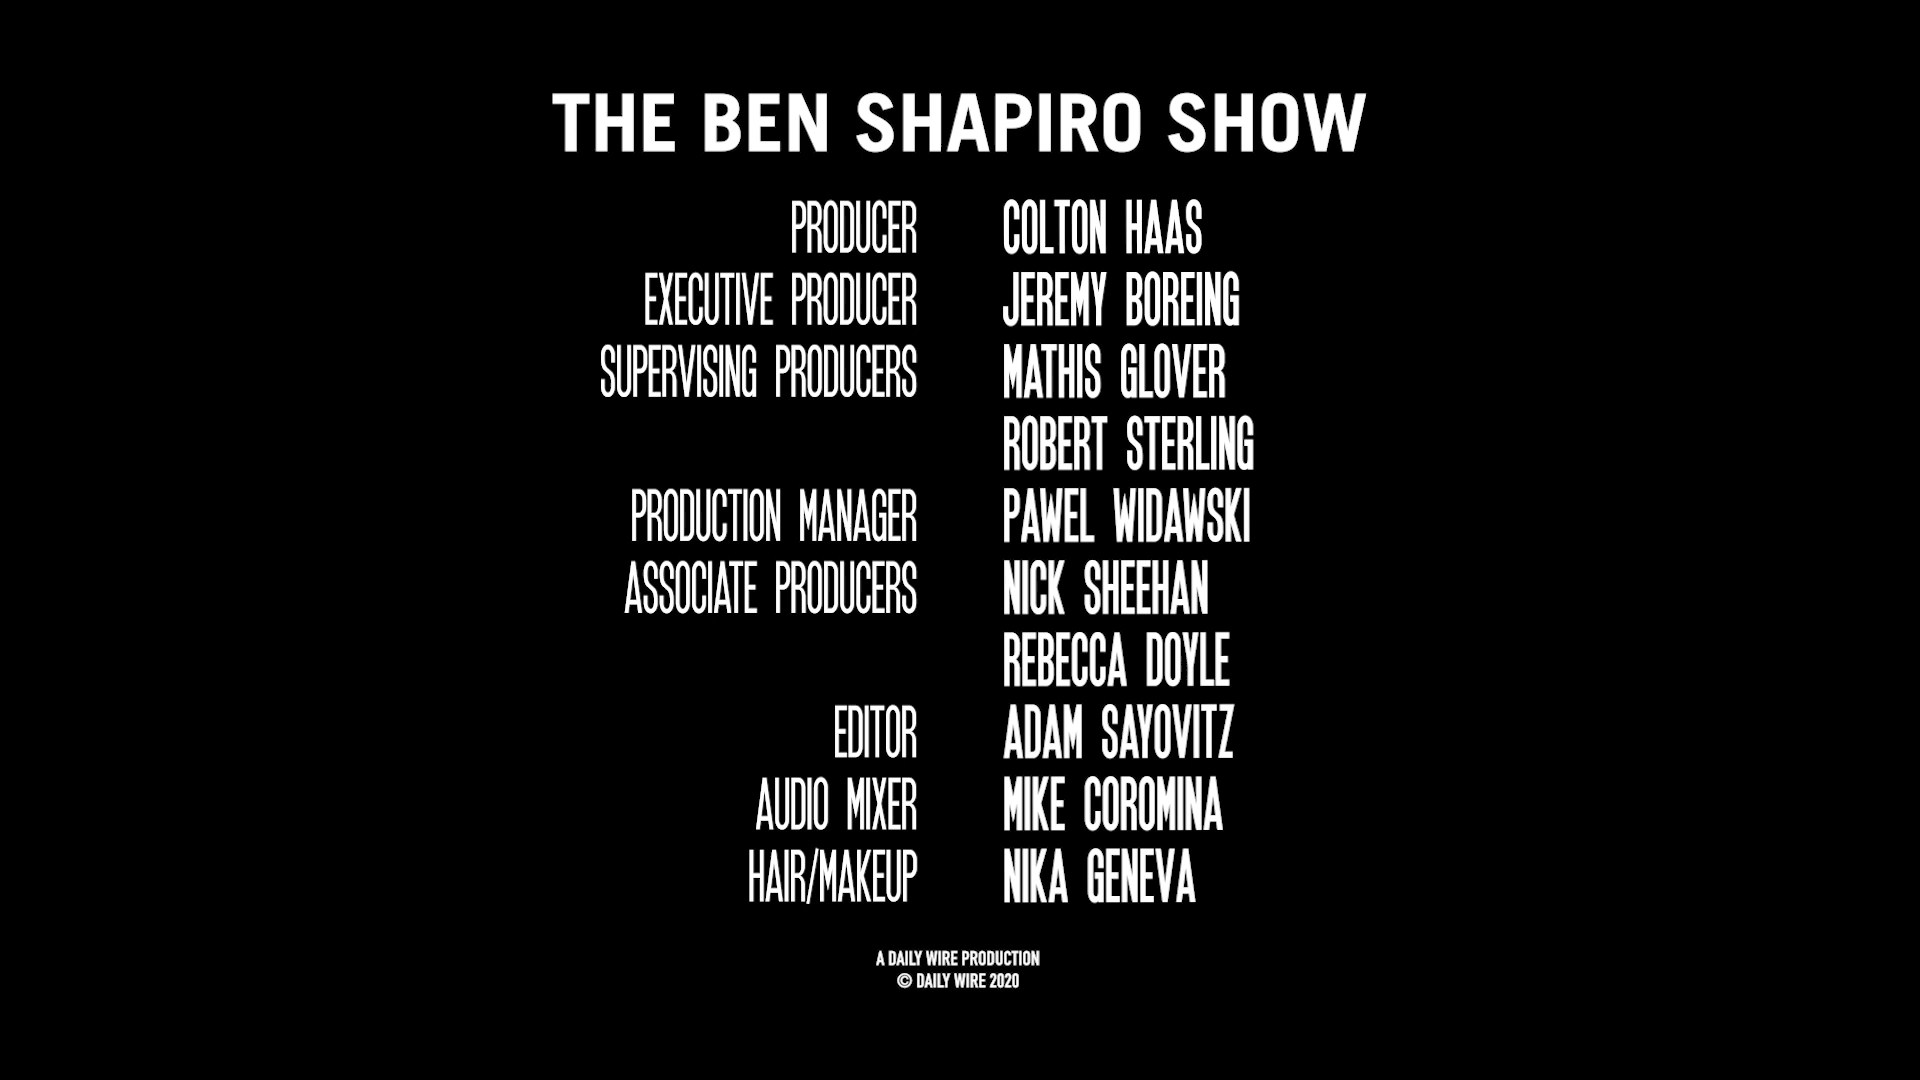 THE BEN SHAPIRO SHOW
PRODUCER COLTON HAAS
EXECUTIVE PRODUCER JEREMY BOREING
SUPERVISING PRODUCERS MATHIS GLOVER
ROBERT STERLING
PRODUCTION MANAGER PAWEL WIDAWSKI
ASSOCIATE PRODUCERS NICK SHEEHAN
REBECCA DOYLE
EDITOR ADAM SAYOVITZ
AUDIO MIXER MIKE COROMINA
HAIR/MAKEUP NIKA GENEVA
A DAILY WIRE PRODUCTION
© DAILY WIRE 2020